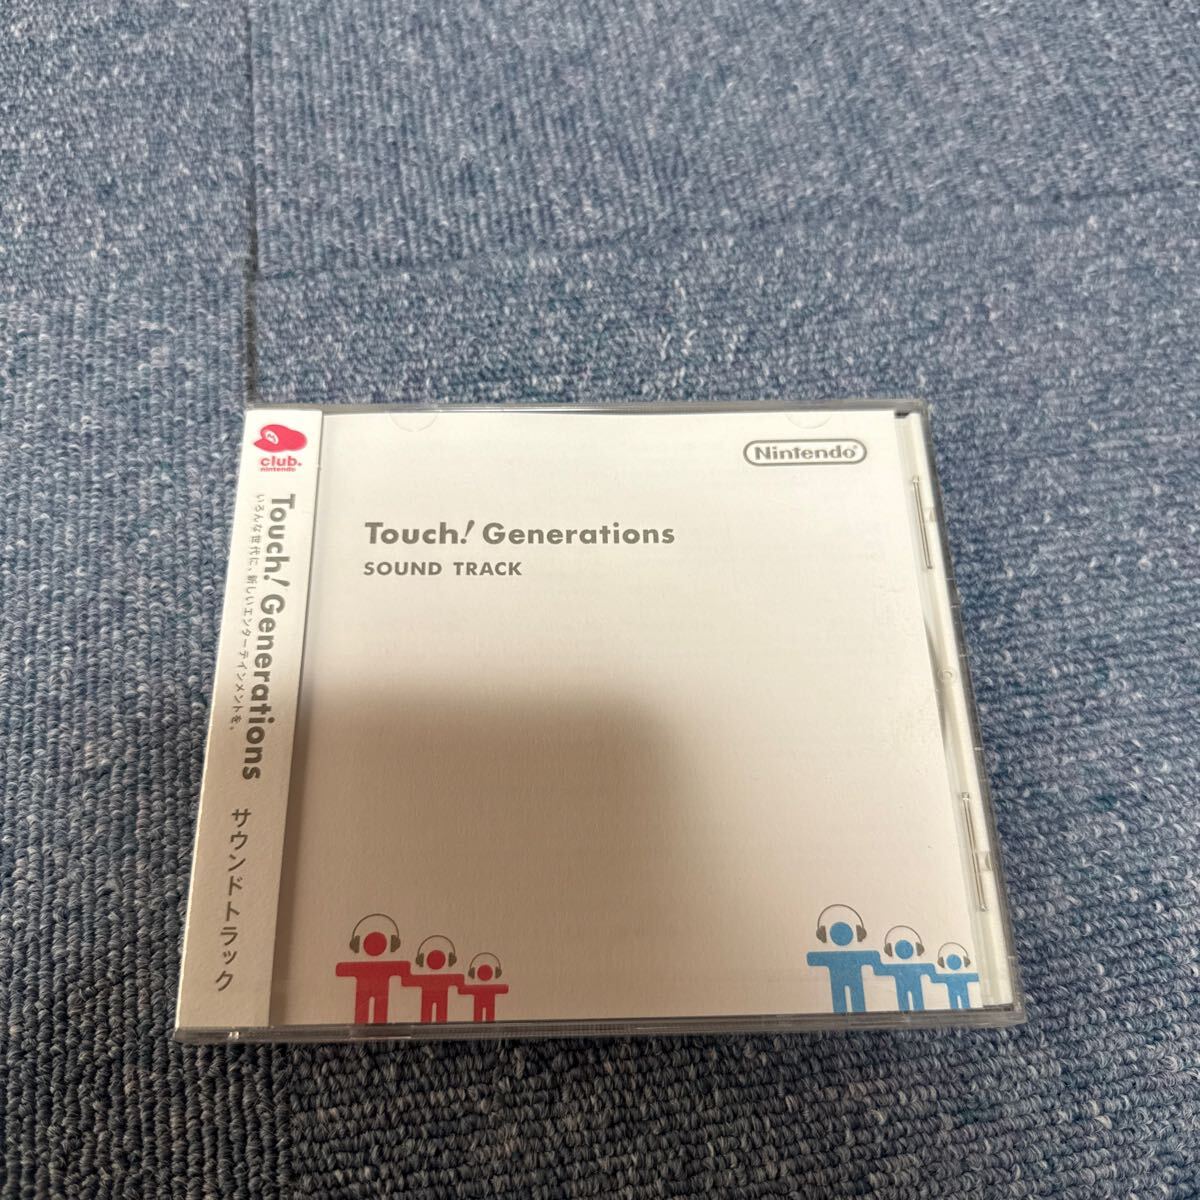 club.
nintendo
Touch! Generations サウンドトラック
いろんな世代に、新しいエンターテインメントを。
Nintendo®
Touch! Generations
SOUND TRACK